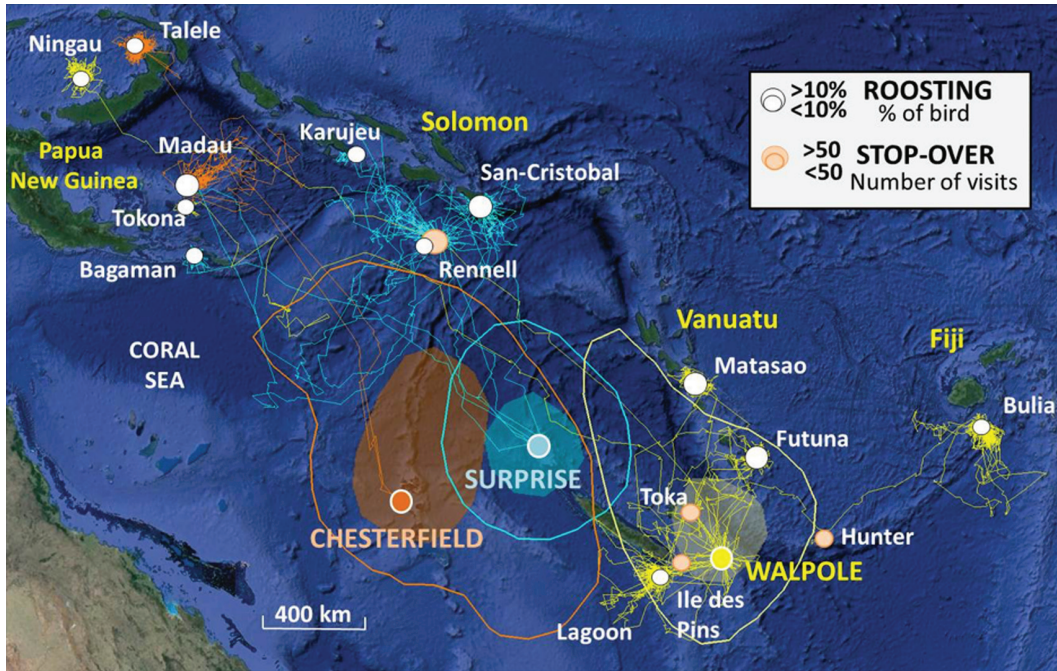 Ningau
Talele
Papua
New Guinea
Madau
Tokona
Bagaman
Karujeu
Solomon
San-Cristobal
Rennell
>10% ROOSTING
<10% % of bird
>50 STOP-OVER
<50 Number of visits
CORAL
SEA
Vanuatu
Fiji
Matasao
Bulia
Futuna
SURPRISE
Toka
CHESTERFIELD
Hunter
WALPOLE
400 km
Lagoon
Ile des
Pins